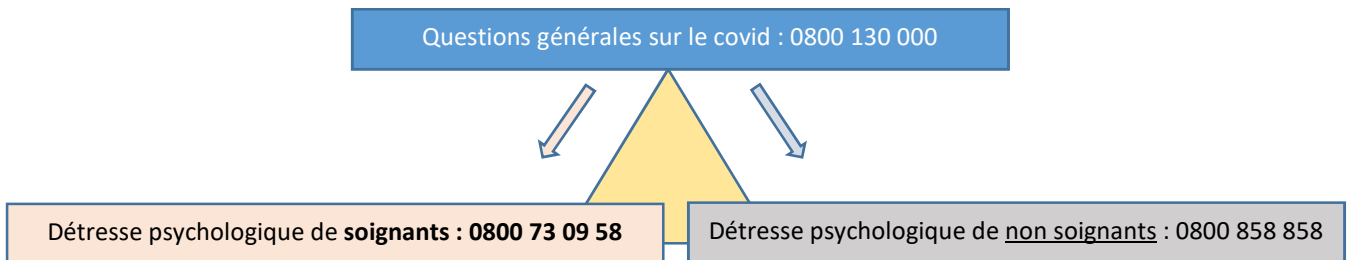 Questions générales sur le covid : 0800 130 000
Détresse psychologique de soignants : 0800 73 09 58
Détresse psychologique de non soignants : 0800 858 858